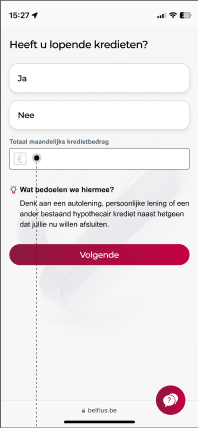 15:27
Heeft u lopende kredieten?
Ja
Nee
Totaal maandelijks kredietbedrag
€
Wat bedoelen we hiermee?
Denk aan een autolening, persoonlijke lening of een
ander bestaand hypothecair krediet naast hetgeen
dat jullie nu willen afsluiten.
Volgende
belfius.be